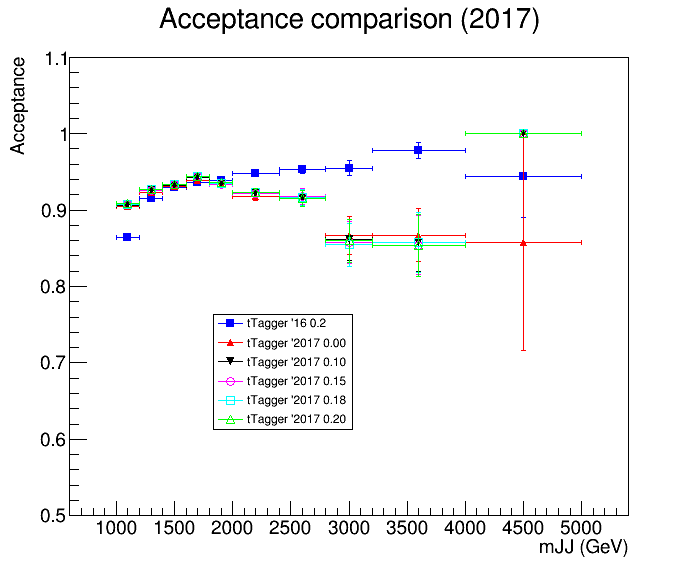 Acceptance comparison (2017)
Acceptance
1.1
1
0.9
0.8
0.7
0.6
0.5
tTagger '16 0.2
tTagger '2017 0.00
tTagger '2017 0.10
tTagger '2017 0.15
tTagger '2017 0.18
tTagger '2017 0.20
1000 1500 2000 2500 3000 3500 4000 4500 5000
mJJ (GeV)